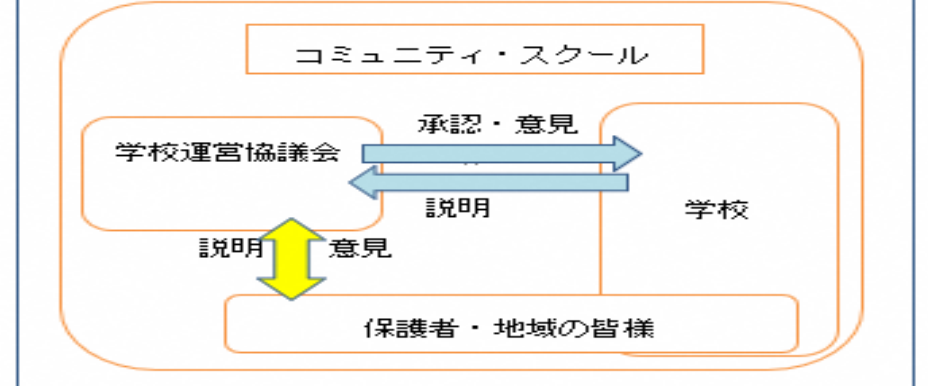 コミュニティ・スクール
承認・意見
学校運営協議会
説明
学校
説明
意見
保護者・地域の皆様